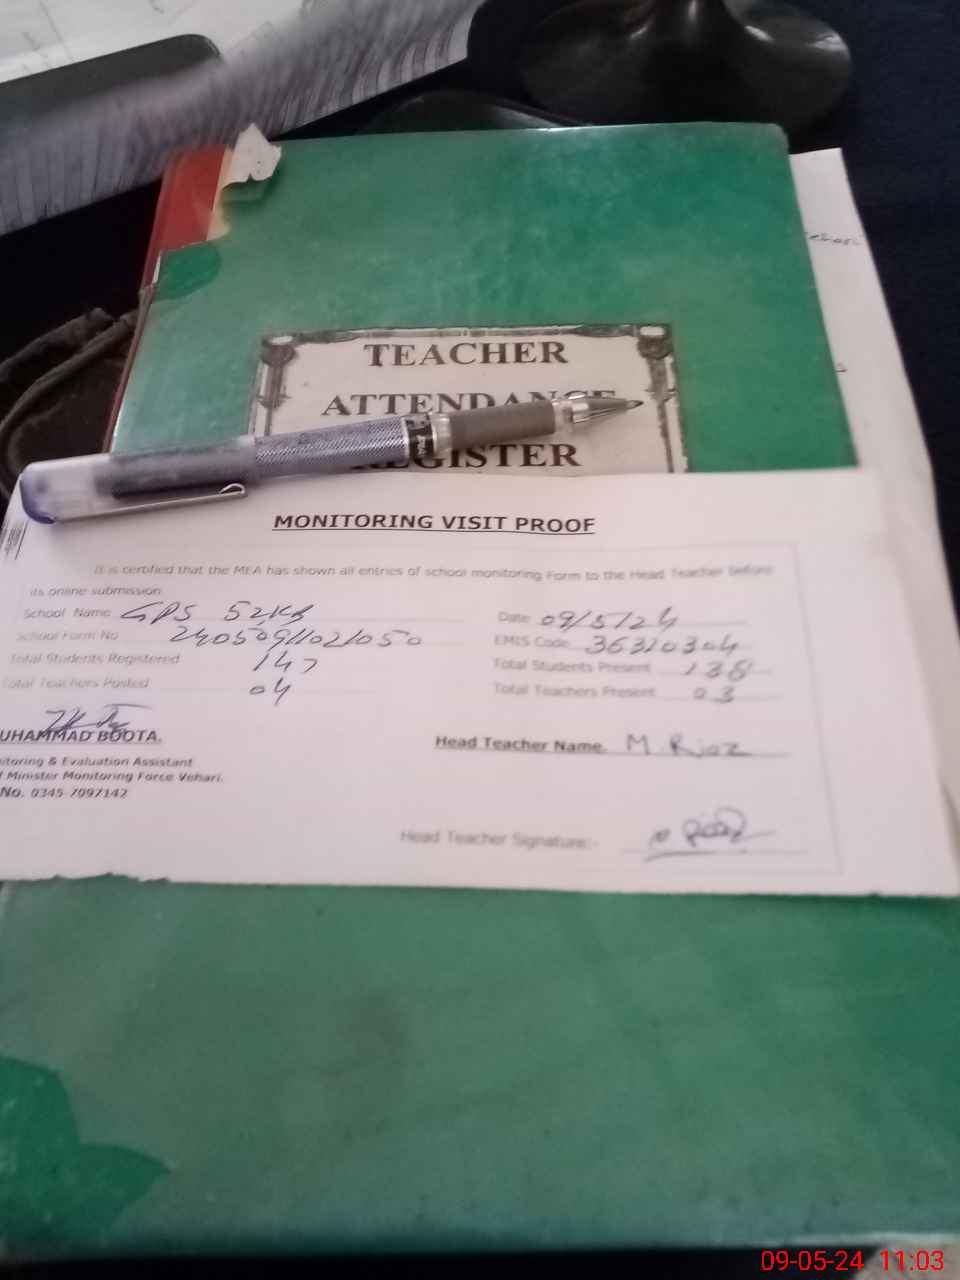 TEACHER
ATTENDANCE
REGISTER
MONITORING VISIT PROOF
It is certified that the MEA has shown all entries of school monitoring Form to the Head Teacher before
its online submission
School Name GPS 52KB
Date 09/5/24
School Form No 24050911021050
EMIS Code 36320304
Total Students Registered 147
Total Students Present 138
Total Teachers Posted 04
Total Teachers Present 03
UHAMMAD BOOTA.
Head Teacher Name. M. Riaz
itoring & Evaluation Assistant
f Minister Monitoring Force Vehari.
No. 0345-7097142
Head Teacher Signature:- M Riaz
09-05-24 11:03